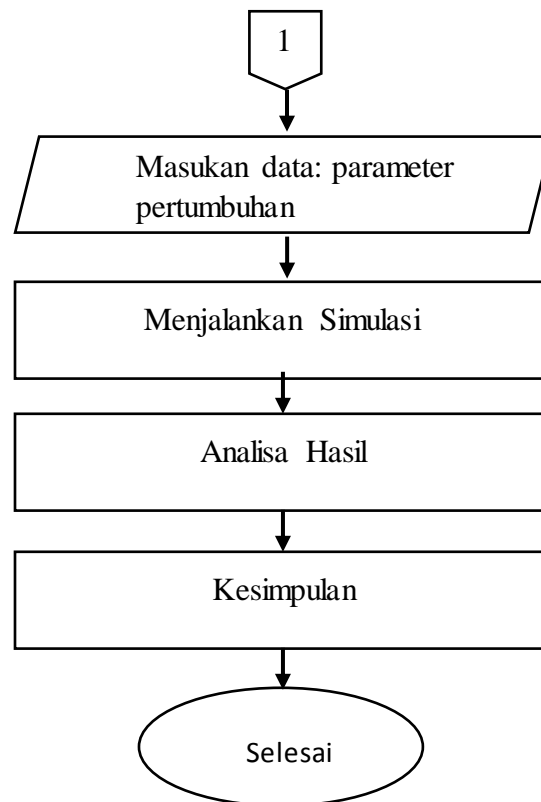 1
Masukan data: parameter
pertumbuhan
Menjalankan Simulasi
Analisa Hasil
Kesimpulan
Selesai